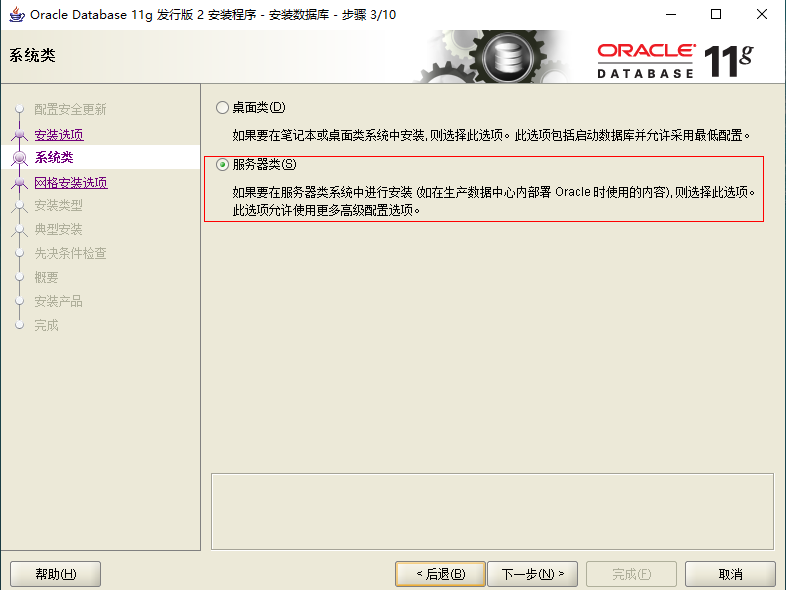 Oracle Database 11g 发行版 2 安装程序 - 安装数据库 - 步骤 3/10
系统类
ORACLE
DATABASE
11g
配置安全更新
安装选项
系统类
网格安装选项
安装类型
典型安装
先决条件检查
概要
安装产品
完成
桌面类(D)
如果要在笔记本或桌面类系统中安装,则选择此选项。此选项包括启动数据库并允许采用最低配置。
服务器类(S)
如果要在服务器类系统中进行安装 (如在生产数据中心内部署 Oracle 时使用的内容),则选择此选项。
此选项允许使用更多高级配置选项。
帮助(H)
< 后退(B)
下一步(N) >
完成(F)
取消